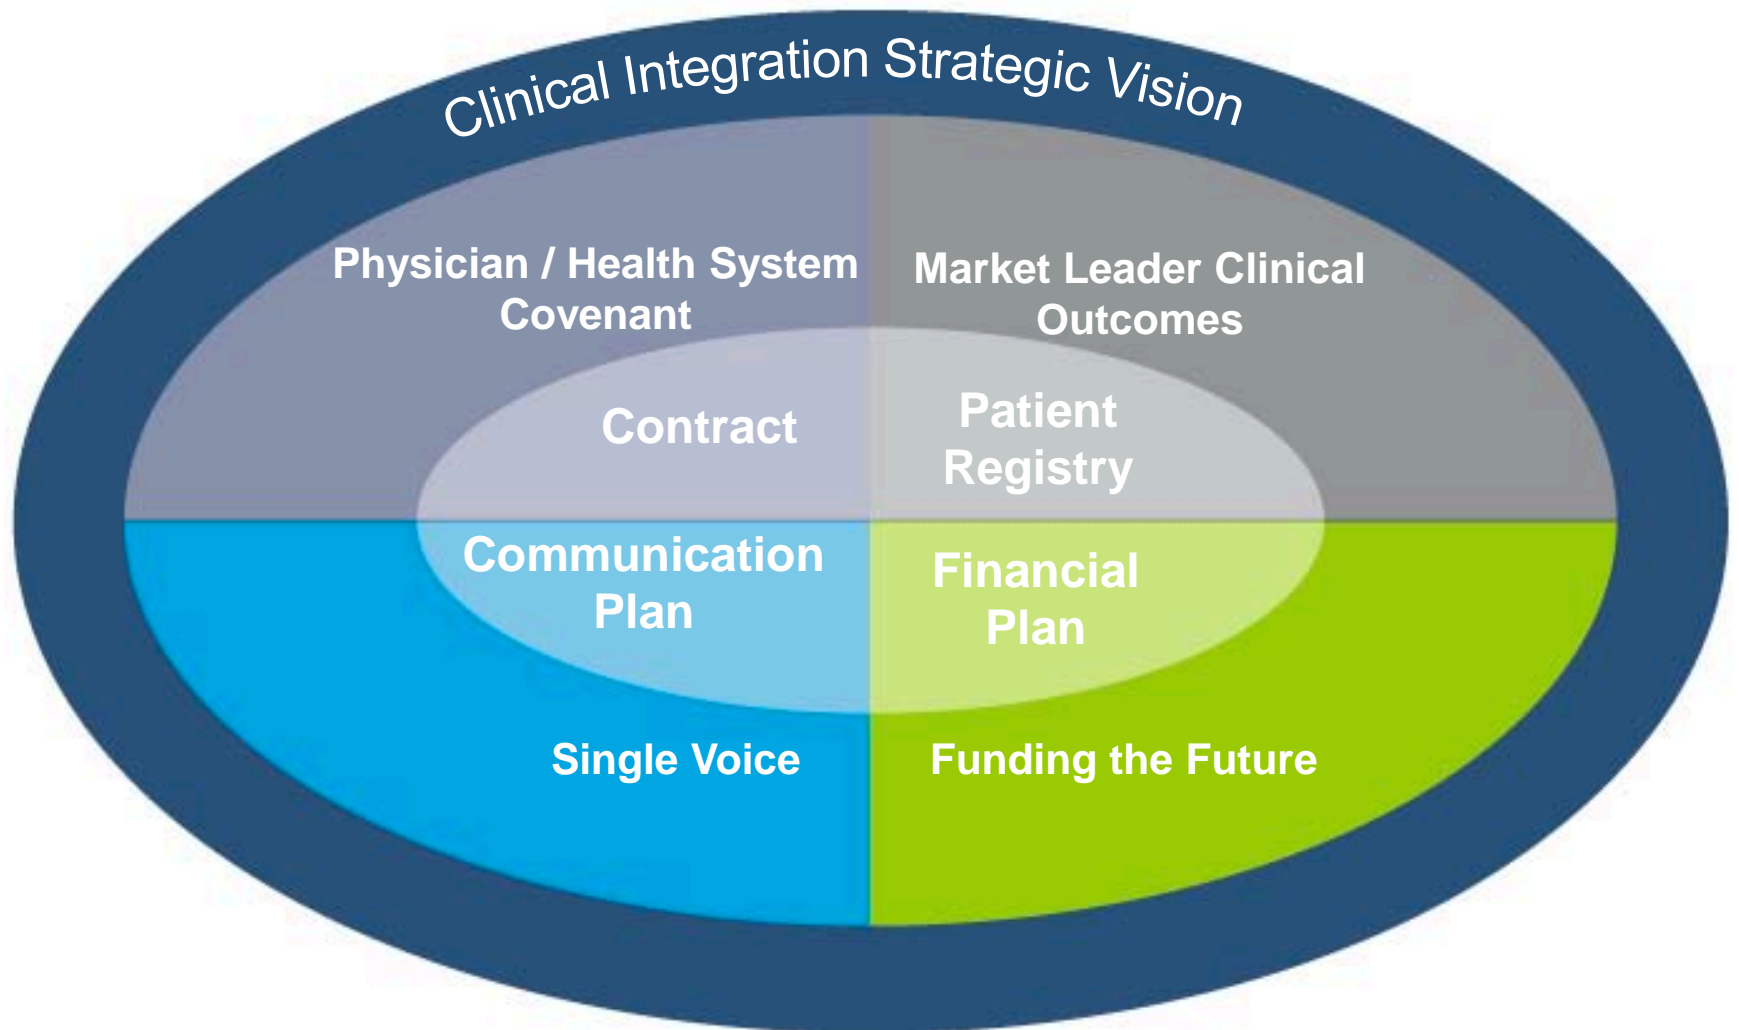 Clinical Integration Strategic Vision
Physician / Health System
Covenant
Market Leader Clinical
Outcomes
Contract
Patient
Registry
Communication
Plan
Financial
Plan
Single Voice
Funding the Future